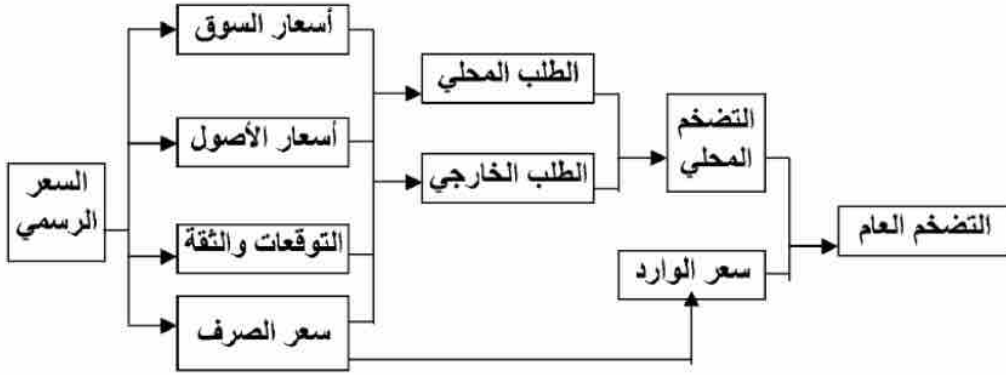 أسعار السوق
الطلب المحلي
التضخم
المحلي
أسعار الأصول
الطلب الخارجي
السعر
الرسمي
التوقعات والثقة
التضخم العام
سعر الوارد
سعر الصرف